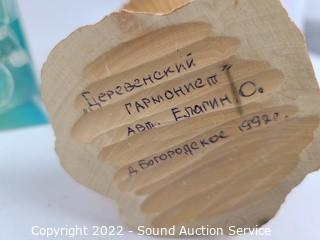 „Деревенский
гармонист"
авт. Елагин О.
д Богородское 1992г.
Copyright 2022 - Sound Auction Service